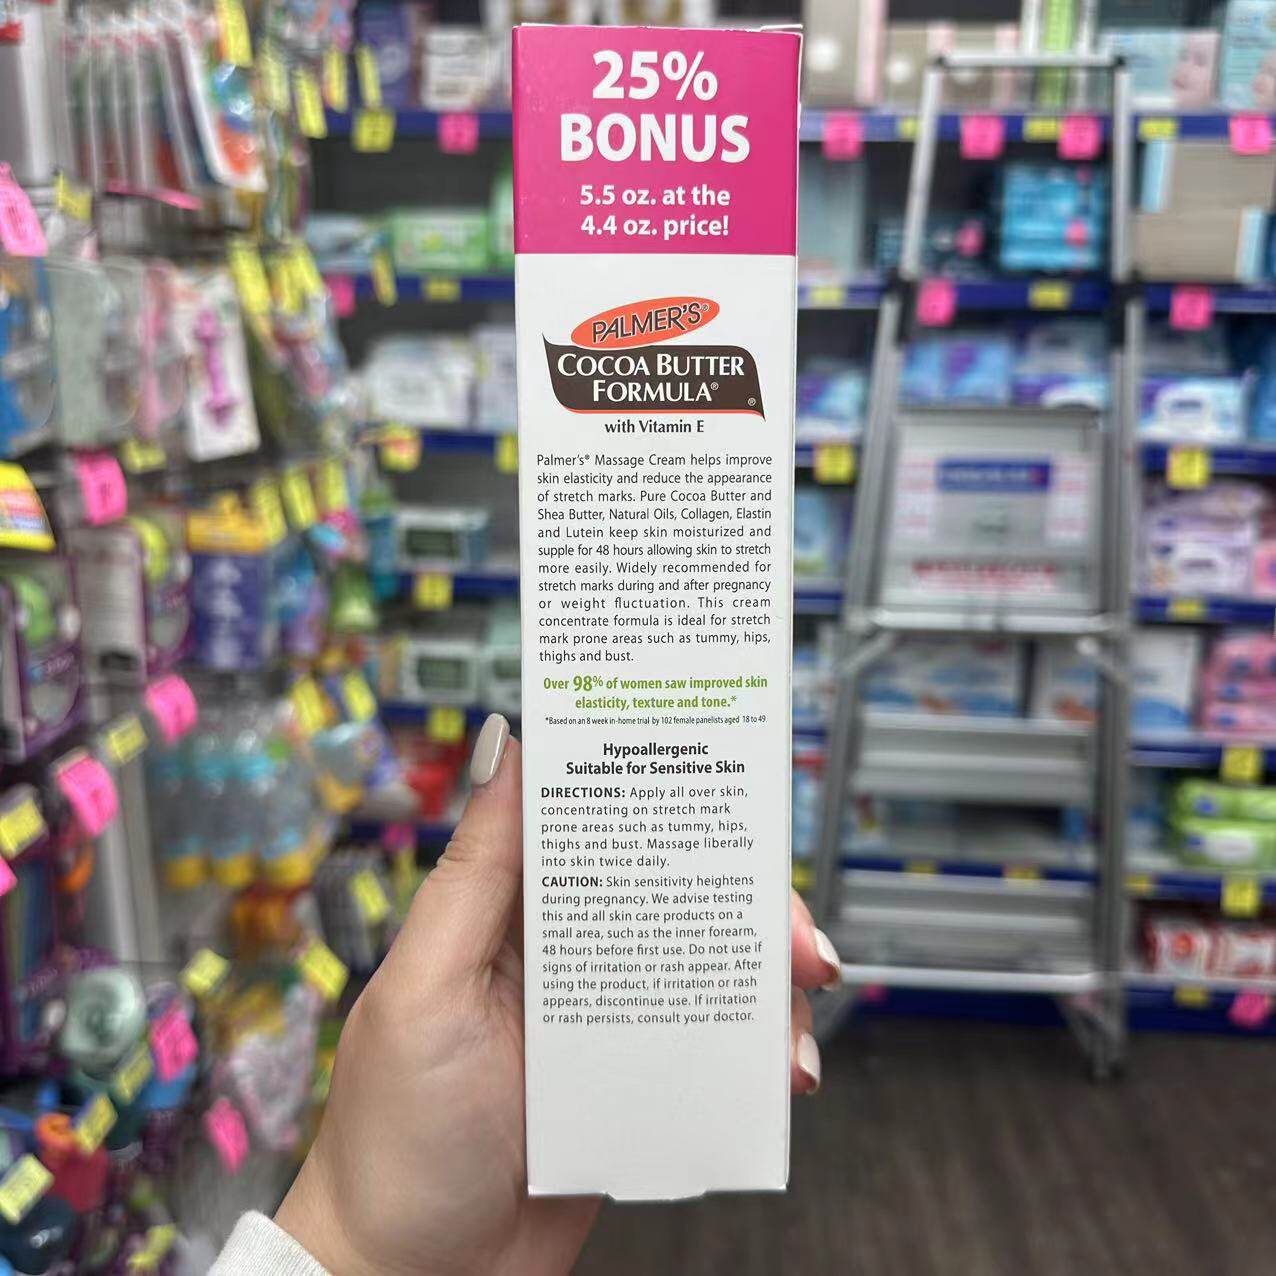 25%
BONUS
5.5 oz. at the
4.4 oz. price!
PALMER'S®
COCOA BUTTER
FORMULA®
®
with Vitamin E
Palmer's® Massage Cream helps improve
skin elasticity and reduce the appearance
of stretch marks. Pure Cocoa Butter and
Shea Butter, Natural Oils, Collagen, Elastin
and Lutein keep skin moisturized and
supple for 48 hours allowing skin to stretch
more easily. Widely recommended for
stretch marks during and after pregnancy
or weight fluctuation. This cream
concentrate formula is ideal for stretch
mark prone areas such as tummy, hips,
thighs and bust.
Over 98% of women saw improved skin
elasticity, texture and tone.*
*Based on an 8 week in-home trial by 102 female panelists aged 18 to 49
Hypoallergenic
Suitable for Sensitive Skin
DIRECTIONS: Apply all over skin,
concentrating on stretch mark
prone areas such as tummy, hips,
thighs and bust. Massage liberally
into skin twice daily.
CAUTION: Skin sensitivity heightens
during pregnancy. We advise testing
this and all skin care products on a
small area, such as the inner forearm,
48 hours before first use. Do not use if
signs of irritation or rash appear. After
using the product, if irritation or rash
appears, discontinue use. If irritation
or rash persists, consult your doctor.